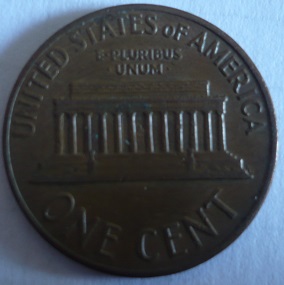 UNITED STATES OF AMERICA
E·PLURIBUS
·UNUM·
ONE CENT